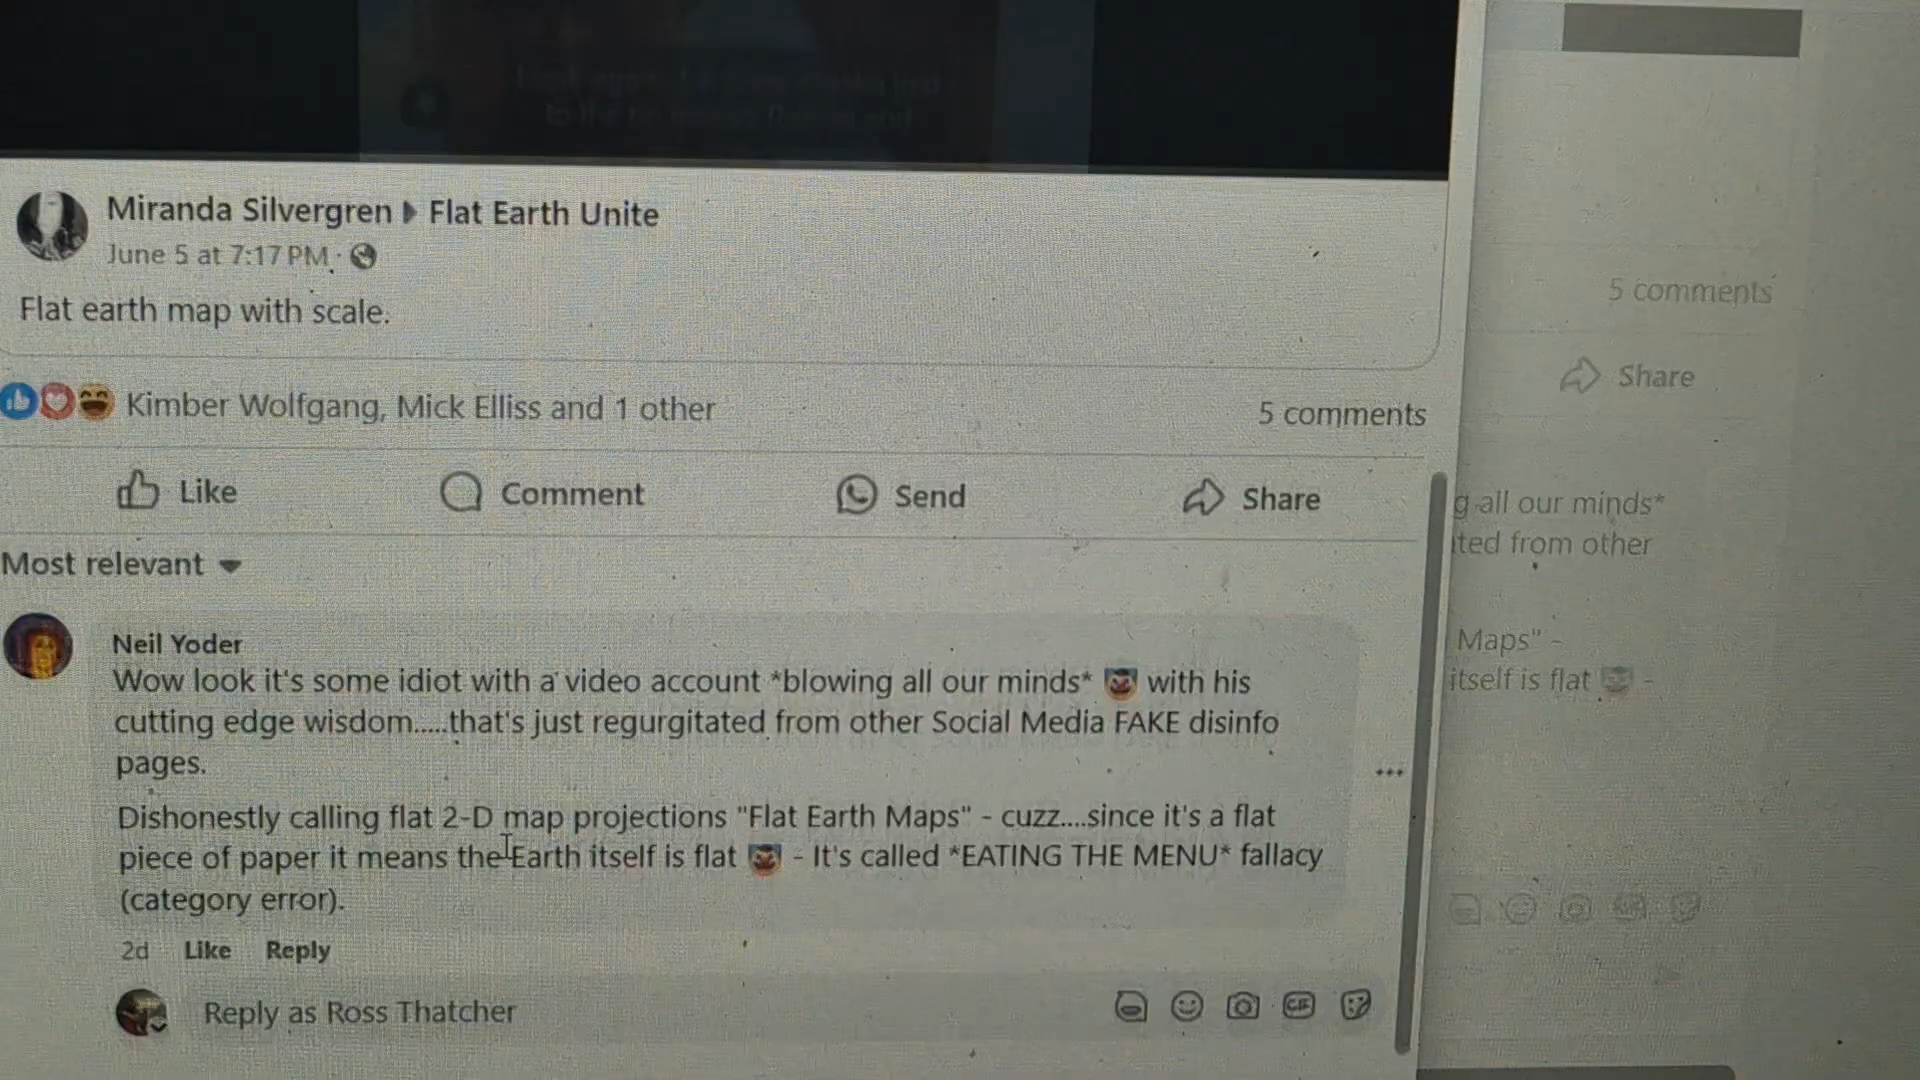 Miranda Silvergren ▸ Flat Earth Unite
June 5 at 7:17 PM ·
Flat earth map with scale.
Kimber Wolfgang, Mick Elliss and 1 other
5 comments
Like
Comment
Send
Share
Most relevant
Neil Yoder
Wow look it's some idiot with a video account *blowing all our minds* 🤡 with his
cutting edge wisdom.....that's just regurgitated from other Social Media FAKE disinfo
pages.
Dishonestly calling flat 2-D map projections "Flat Earth Maps" - cuzz....since it's a flat
piece of paper it means the Earth itself is flat 🤡 - It's called *EATING THE MENU* fallacy
(category error).
2d Like Reply
Reply as Ross Thatcher
GIF
5 comments
Share
g all our minds*
ted from other
Maps" -
itself is flat 🤡 -